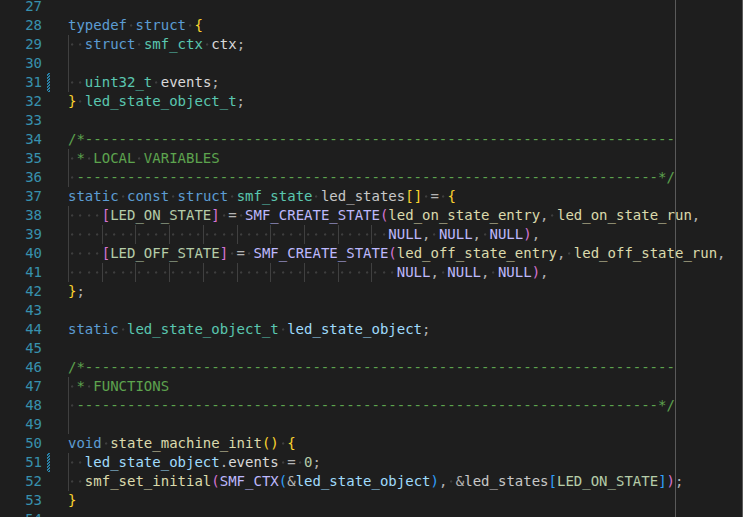 27
28 typedef struct {
29   struct smf_ctx ctx;
30
31   uint32_t events;
32 } led_state_object_t;
33
34 /*----------------------------------------------------------------------
35  * LOCAL VARIABLES
36  ---------------------------------------------------------------------*/
37 static const struct smf_state led_states[] = {
38     [LED_ON_STATE] = SMF_CREATE_STATE(led_on_state_entry, led_on_state_run,
39                                       NULL, NULL, NULL),
40     [LED_OFF_STATE] = SMF_CREATE_STATE(led_off_state_entry, led_off_state_run,
41                                        NULL, NULL, NULL),
42 };
43
44 static led_state_object_t led_state_object;
45
46 /*----------------------------------------------------------------------
47  * FUNCTIONS
48  ---------------------------------------------------------------------*/
49
50 void state_machine_init() {
51   led_state_object.events = 0;
52   smf_set_initial(SMF_CTX(&led_state_object), &led_states[LED_ON_STATE]);
53 }